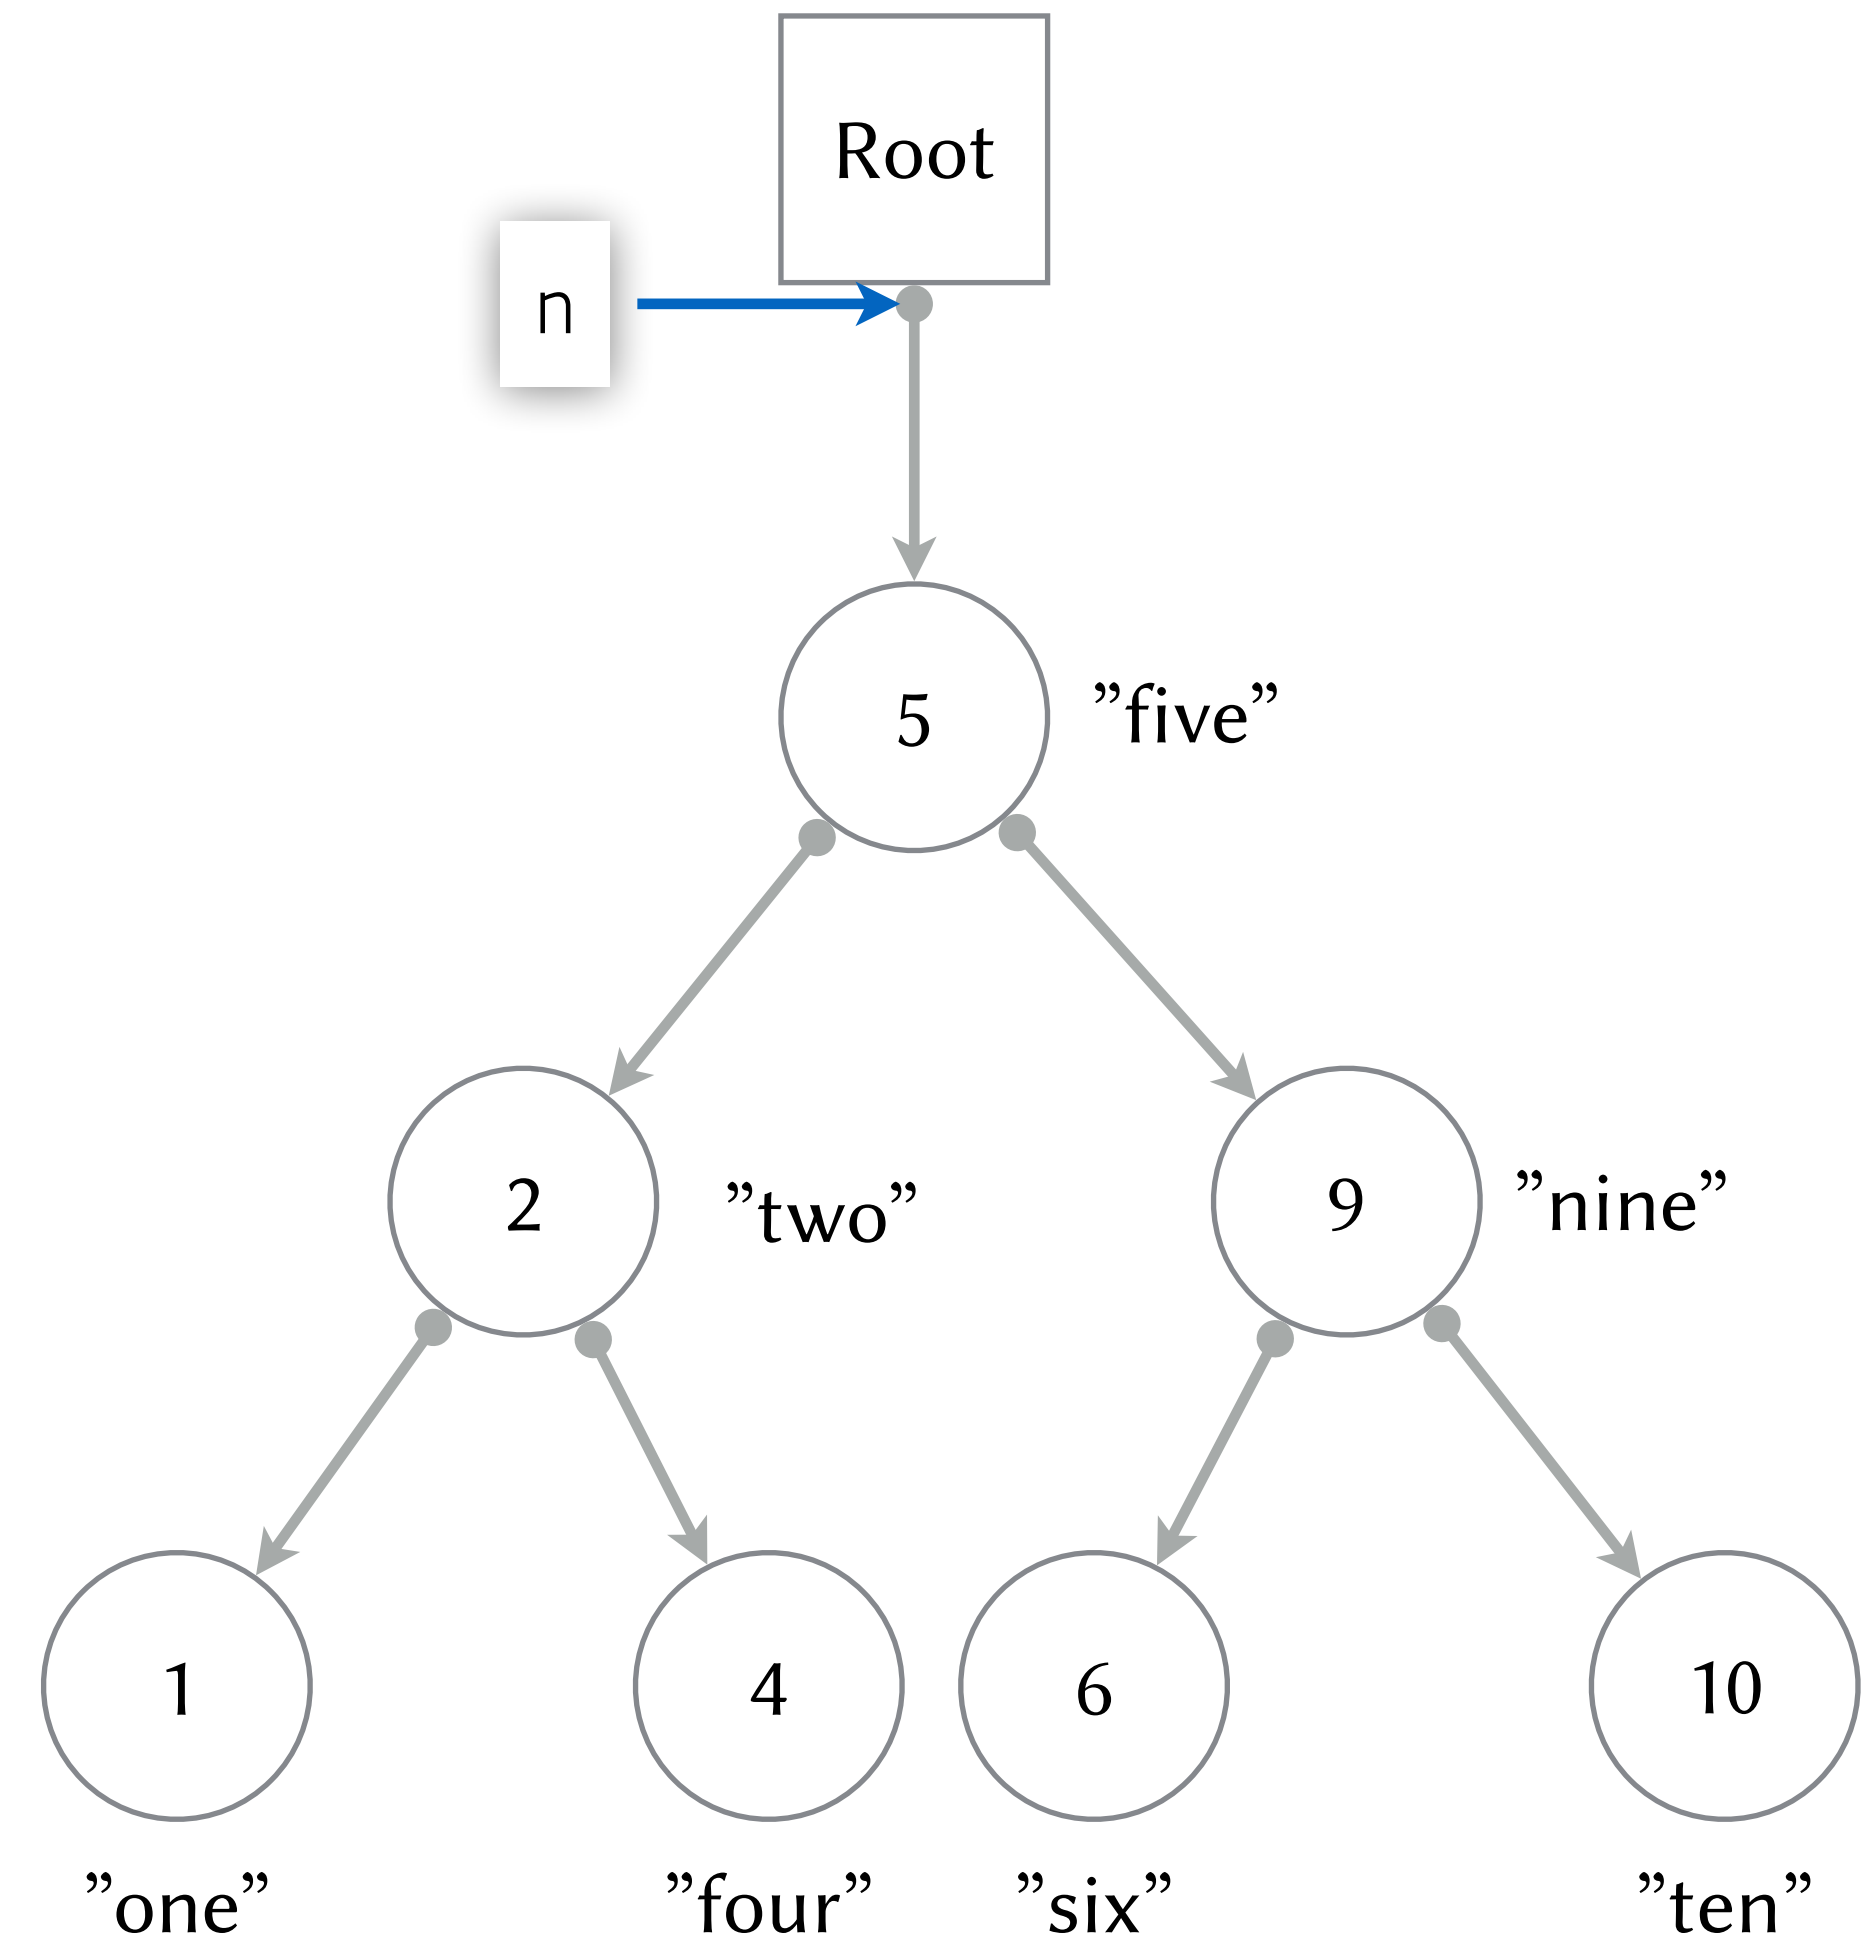 Root
n
5
”five”
2
”two”
9
”nine”
1
4
6
10
”one”
”four”
”six”
”ten”